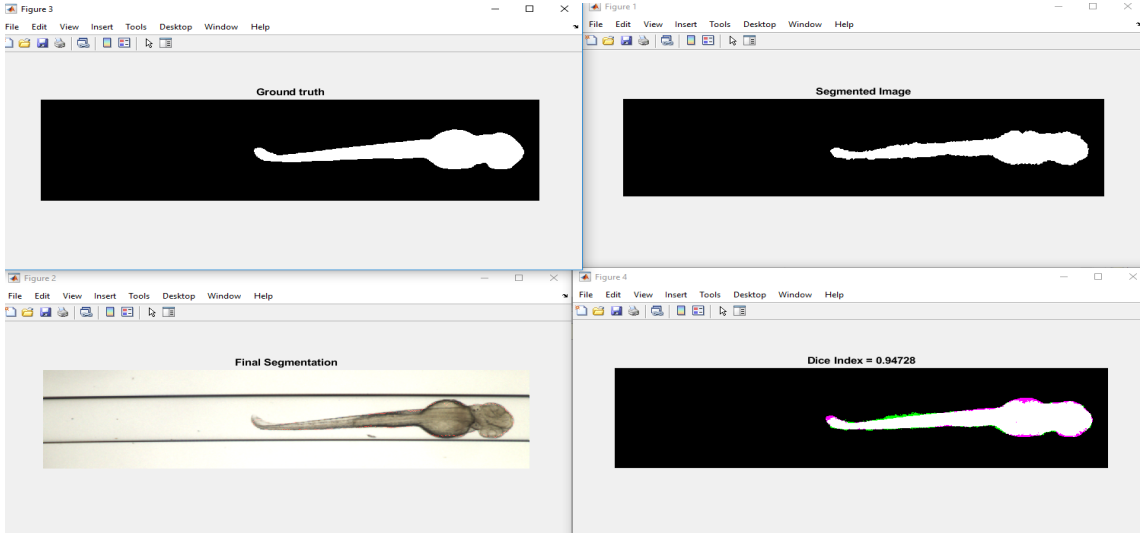 Figure 3
File Edit View Insert Tools Desktop Window Help
Ground truth
Figure 1
File Edit View Insert Tools Desktop Window Help
Segmented Image
Figure 2
File Edit View Insert Tools Desktop Window Help
Final Segmentation
Figure 4
File Edit View Insert Tools Desktop Window Help
Dice Index = 0.94728